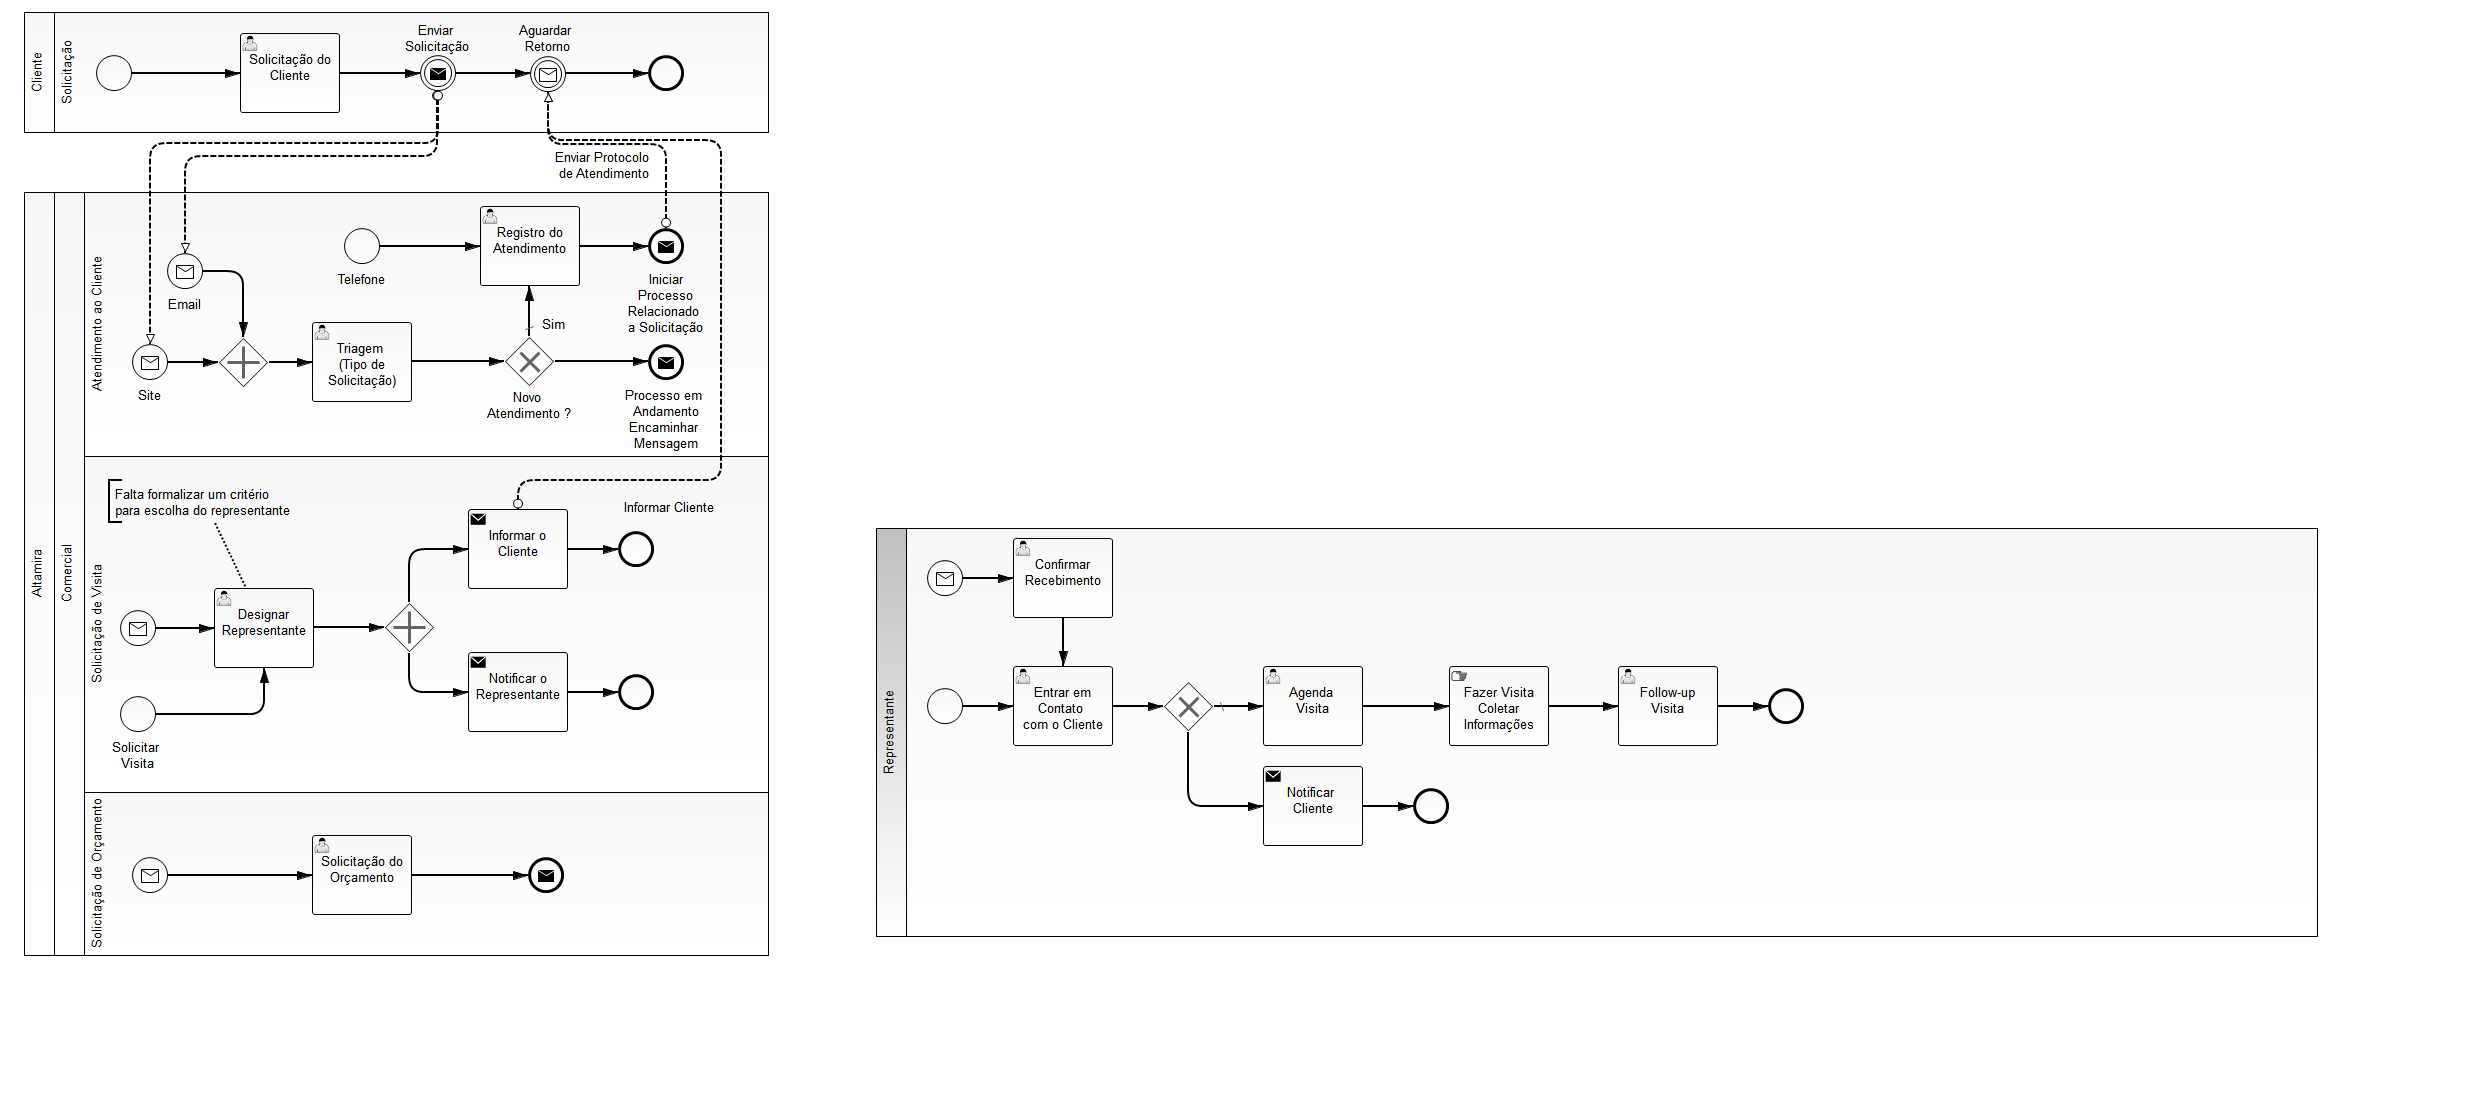 Cliente
Solicitação
Solicitação do
Cliente
Enviar
Solicitação
Aguardar
Retorno
Enviar Protocolo
de Atendimento
Altamira
Comercial
Atendimento ao Cliente
Telefone
Registro do
Atendimento
Iniciar
Processo
Relacionado
a Solicitação
Email
Site
Triagem
(Tipo de
Solicitação)
Sim
Novo
Atendimento ?
Processo em
Andamento
Encaminhar
Mensagem
Solicitação de Visita
Falta formalizar um critério
para escolha do representante
Informar o
Cliente
Informar Cliente
Designar
Representante
Notificar o
Representante
Solicitar
Visita
Solicitação de Orçamento
Solicitação do
Orçamento
Representante
Confirmar
Recebimento
Entrar em
Contato
com o Cliente
Agenda
Visita
Fazer Visita
Coletar
Informações
Follow-up
Visita
Notificar
Cliente